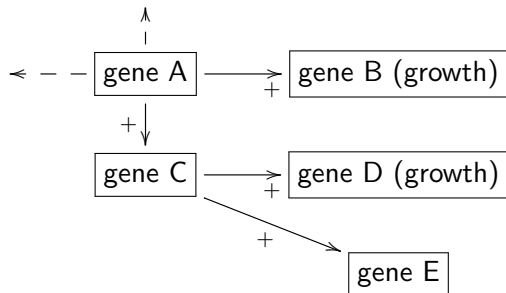 gene A
gene B (growth)
+
+
gene C
gene D (growth)
+
+
gene E